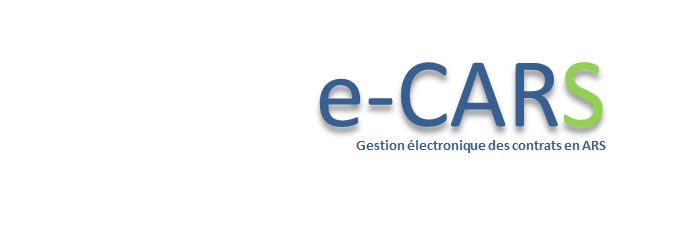 e-CARS
Gestion électronique des contrats en ARS